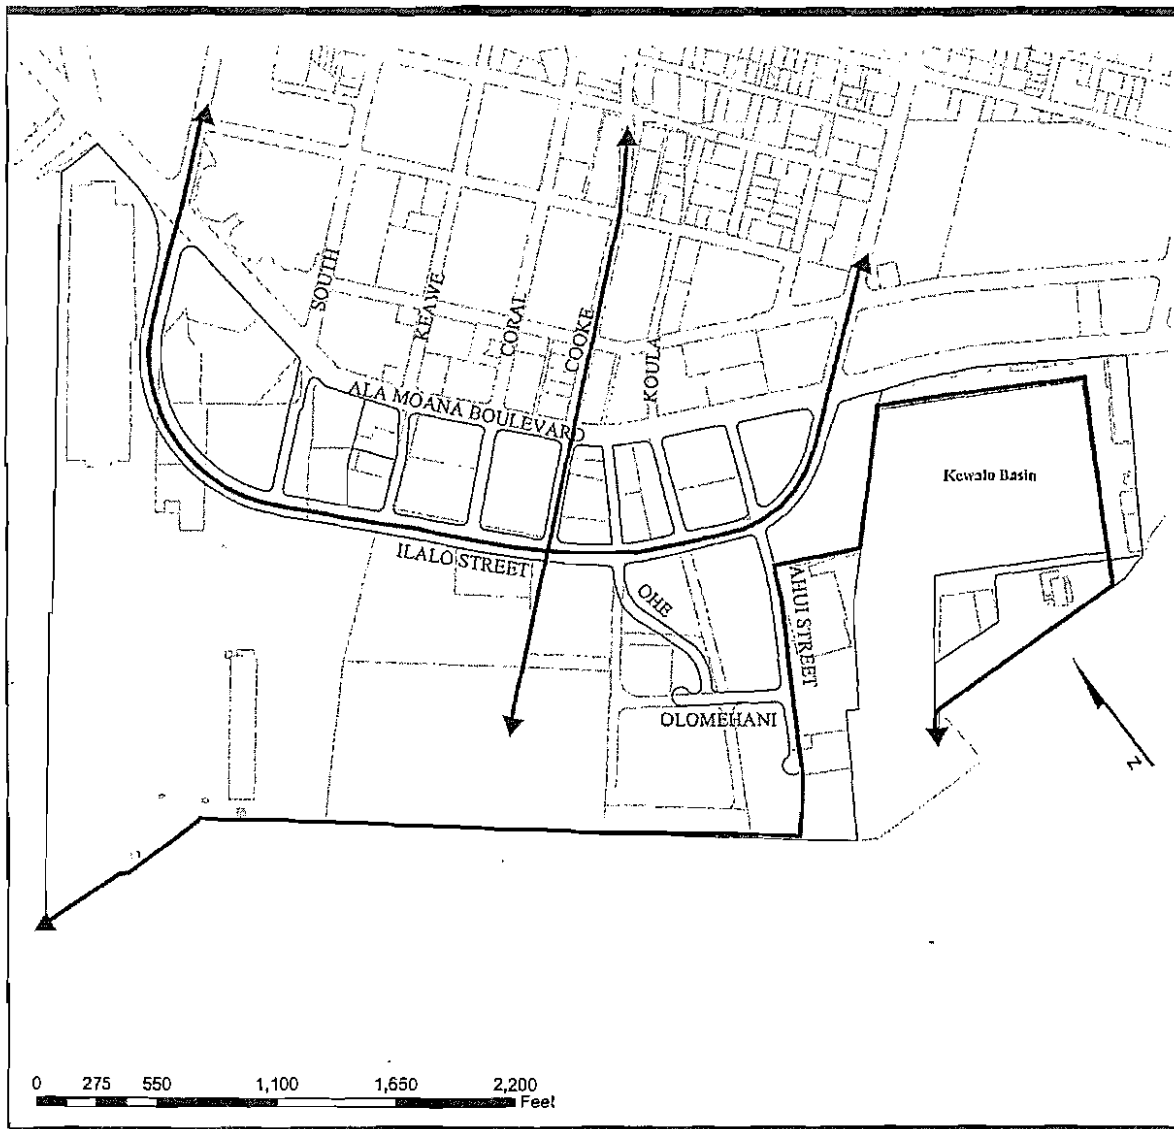 SOUTH
KEAWE
CORAL
COOKE
KOULA
ALA MOANA BOULEVARD
Kewalo Basin
ILALO STREET
OHE
AHUI STREET
OLOMEHANI
N
0 275 550 1,100 1,650 2,200
Feet